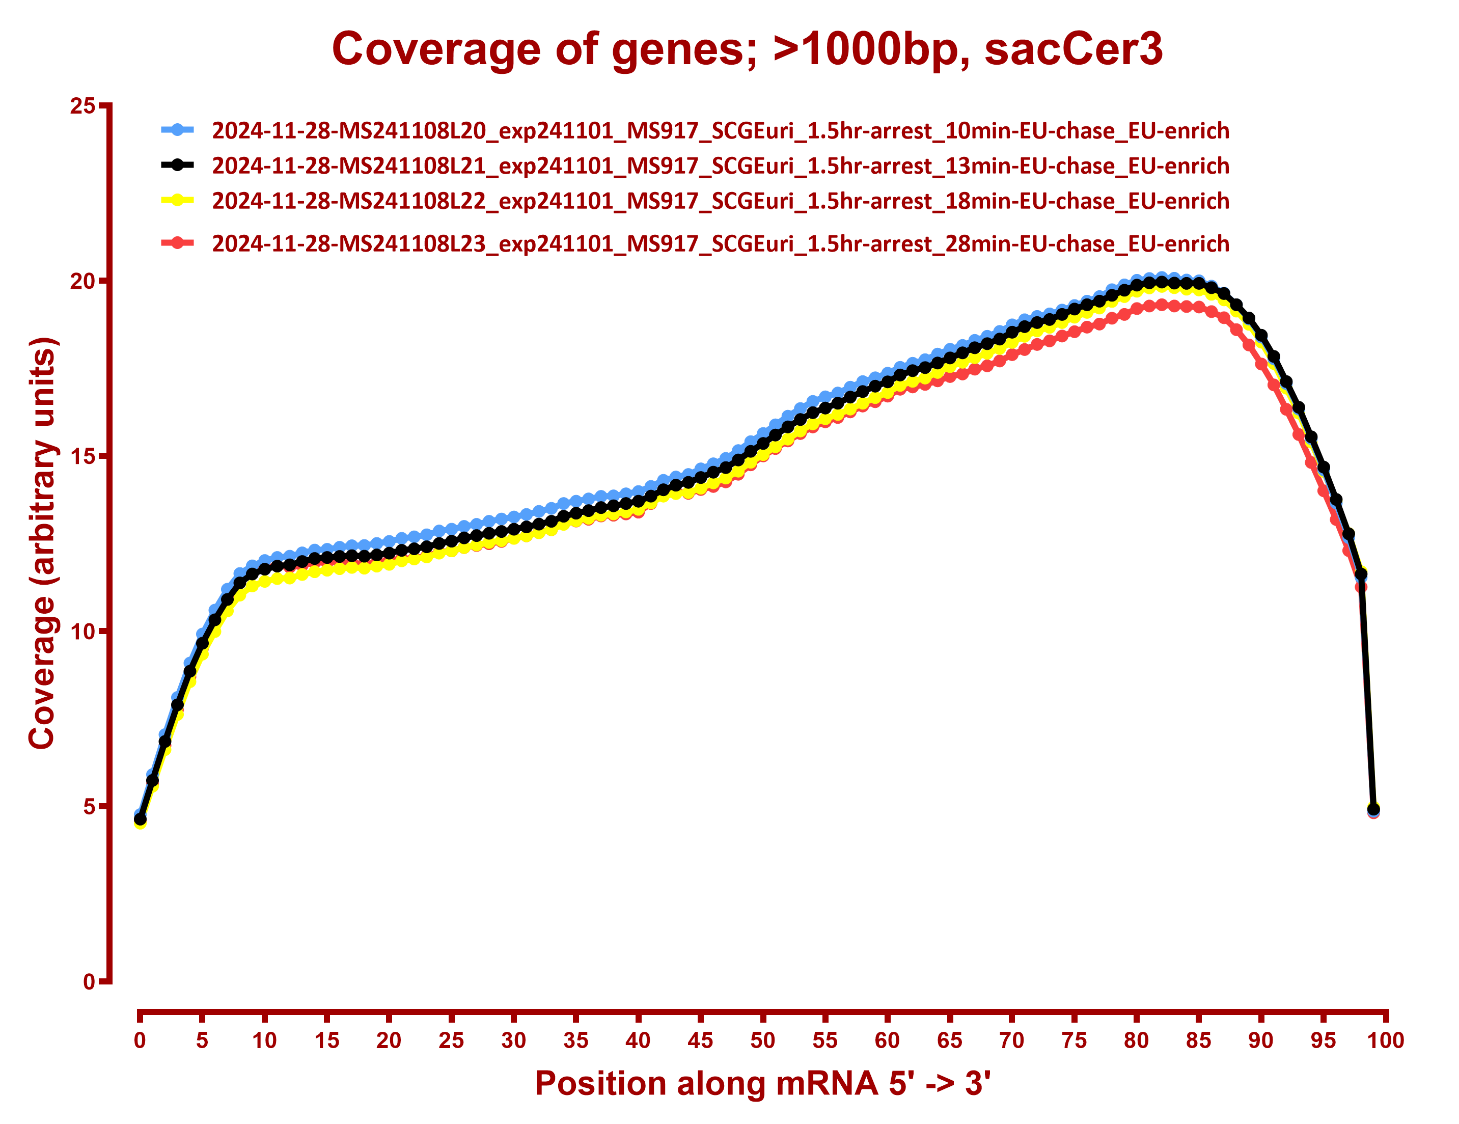 Coverage of genes; >1000bp, sacCer3
25
2024-11-28-MS241108L20_exp241101_MS917_SCGEuri_1.5hr-arrest_10min-EU-chase_EU-enrich
2024-11-28-MS241108L21_exp241101_MS917_SCGEuri_1.5hr-arrest_13min-EU-chase_EU-enrich
2024-11-28-MS241108L22_exp241101_MS917_SCGEuri_1.5hr-arrest_18min-EU-chase_EU-enrich
2024-11-28-MS241108L23_exp241101_MS917_SCGEuri_1.5hr-arrest_28min-EU-chase_EU-enrich
20
15
10
5
0
Coverage (arbitrary units)
0 5 10 15 20 25 30 35 40 45 50 55 60 65 70 75 80 85 90 95 100
Position along mRNA 5' -> 3'